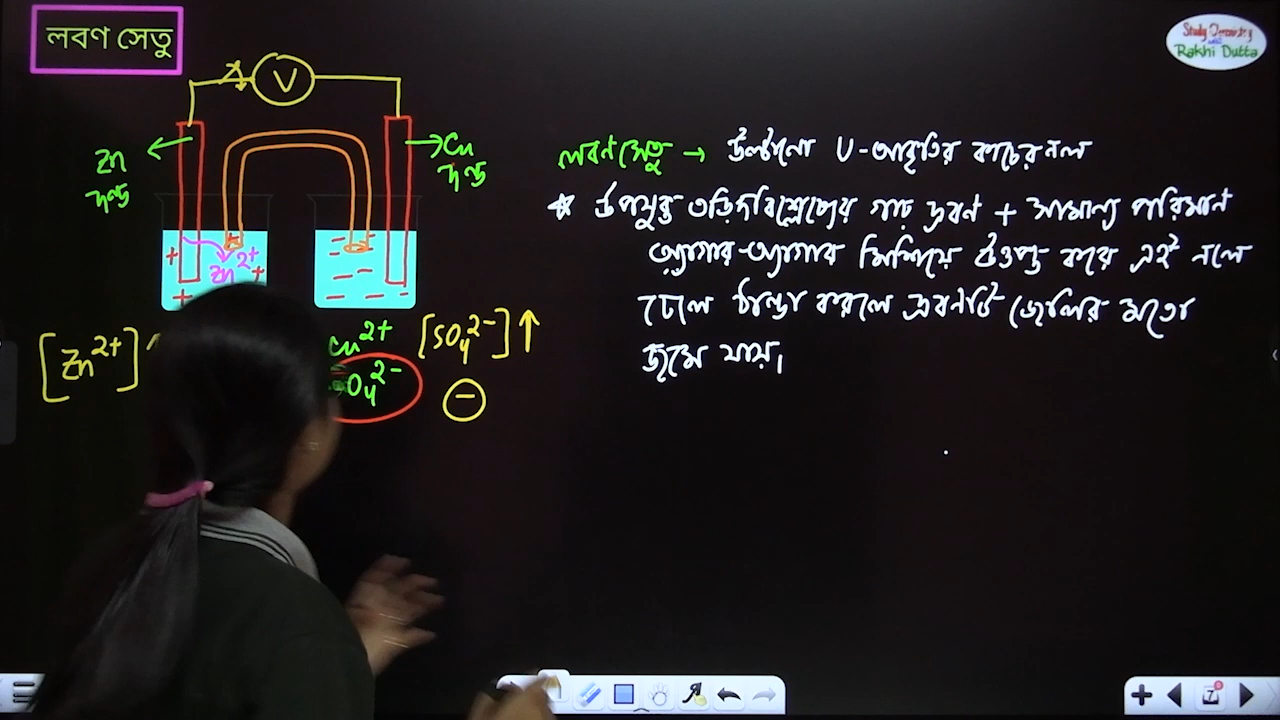 লবণ সেতু
Study Chemistry
with
Rakhi Dutta
V
Zn
দণ্ড
Cu
দণ্ড
Zn2+
[Zn2+]
Cu2+
SO42-
[SO42-]↑
লবণসেতু → উল্টানো U-আকৃতির কাচের নল
* উপযুক্ত তড়িৎবিশ্লেষ্যের গাঢ় দ্রবণ + সামান্য পরিমান
অ্যাগার-অ্যাগার মিশিয়ে উত্তপ্ত করে এই নলে
ঢেলে ঠান্ডা করলে দ্রবণটি জেলির মতো
জমে যায়।